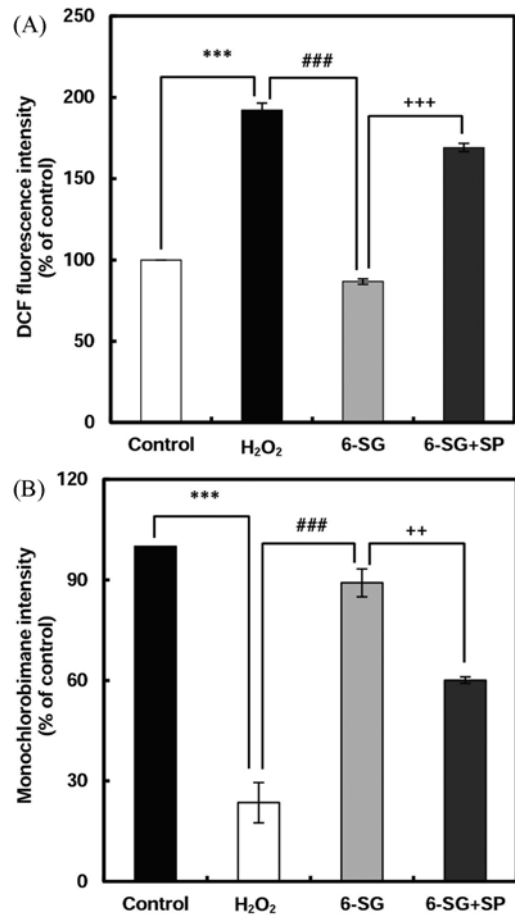 (A)
250
200
150
100
50
0
DCF fluorescence intensity
(% of control)
***
###
+++
Control H₂O₂ 6-SG 6-SG+SP
(B)
120
90
60
30
0
Monochlorobimane intensity
(% of control)
***
###
++
Control H₂O₂ 6-SG 6-SG+SP